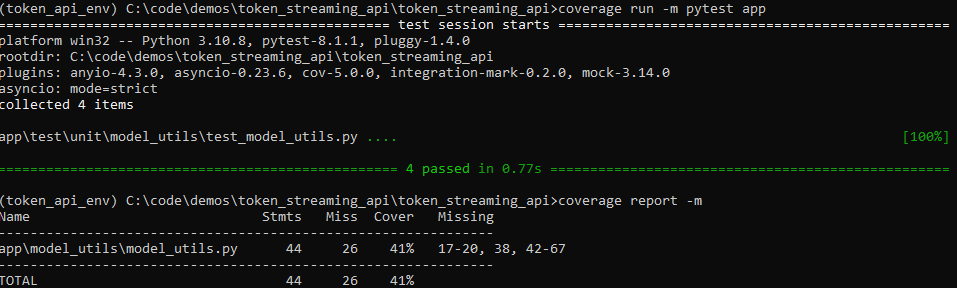 (token_api_env) C:\code\demos\token_streaming_api\token_streaming_api>coverage run -m pytest app
================================================= test session starts ==================================================
platform win32 -- Python 3.10.8, pytest-8.1.1, pluggy-1.4.0
rootdir: C:\code\demos\token_streaming_api\token_streaming_api
plugins: anyio-4.3.0, asyncio-0.23.6, cov-5.0.0, integration-mark-0.2.0, mock-3.14.0
asyncio: mode=strict
collected 4 items
app\test\unit\model_utils\test_model_utils.py .... [100%]
================================================== 4 passed in 0.77s ===================================================
(token_api_env) C:\code\demos\token_streaming_api\token_streaming_api>coverage report -m
Name                             Stmts   Miss  Cover   Missing
--------------------------------------------------------------
app\model_utils\model_utils.py      44     26    41%   17-20, 38, 42-67
--------------------------------------------------------------
TOTAL                               44     26    41%